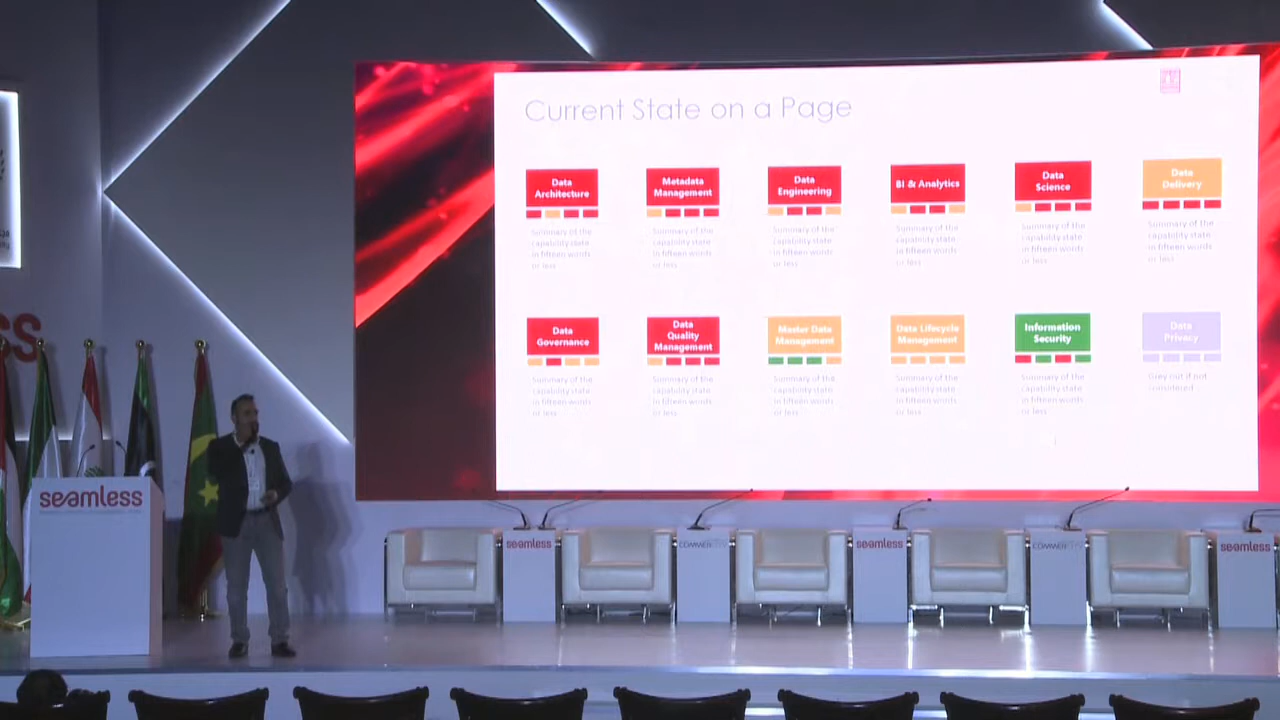 Current State on a Page
Data
Architecture
Metadata
Management
Data
Engineering
BI & Analytics
Data
Science
Data
Delivery
Summary of the
capability state
in fifteen words
or less
Summary of the
capability state
in fifteen words
or less
Summary of the
capability state
in fifteen words
or less
Summary of the
capability state
in fifteen words
or less
Summary of the
capability state
in fifteen words
or less
Summary of the
capability state
in fifteen words
or less
Data
Governance
Data
Quality
Management
Master Data
Management
Data Lifecycle
Management
Information
Security
Data
Privacy
Summary of the
capability state
in fifteen words
or less
Summary of the
capability state
in fifteen words
or less
Summary of the
capability state
in fifteen words
or less
Summary of the
capability state
in fifteen words
or less
Summary of the
capability state
in fifteen words
or less
Grey out if not
considered
ss
seamless
seamless
seamless
seamless